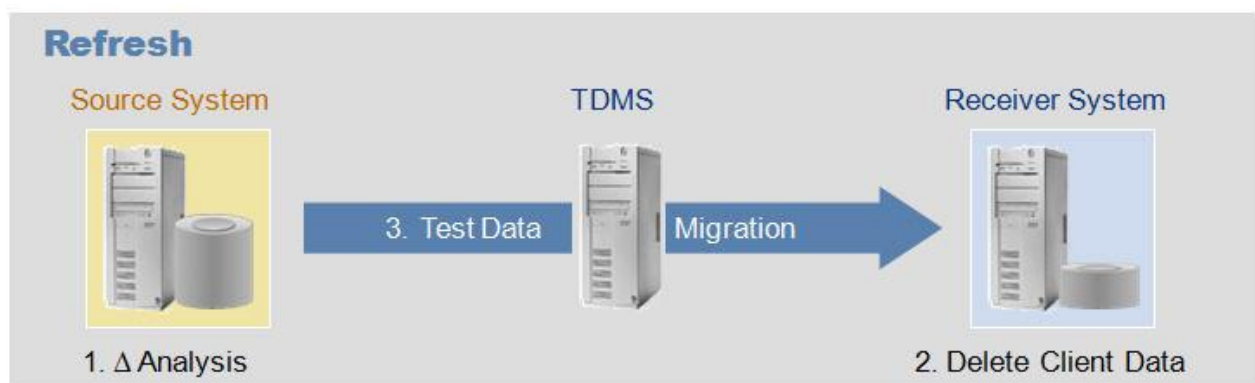 Refresh
Source System
TDMS
Receiver System
3. Test Data
Migration
1. Δ Analysis
2. Delete Client Data